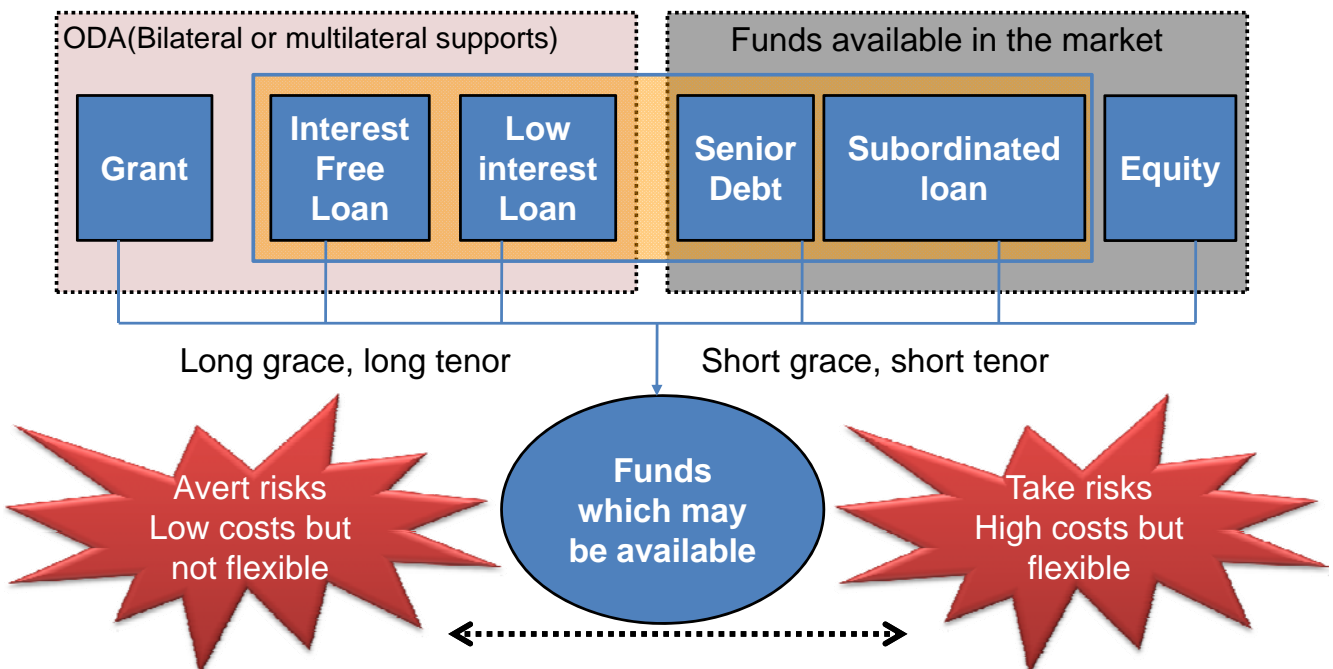 ODA(Bilateral or multilateral supports)
Funds available in the market
Grant
Interest
Free
Loan
Low
interest
Loan
Senior
Debt
Subordinated
loan
Equity
Long grace, long tenor
Short grace, short tenor
Avert risks
Low costs but
not flexible
Funds
which may
be available
Take risks
High costs but
flexible